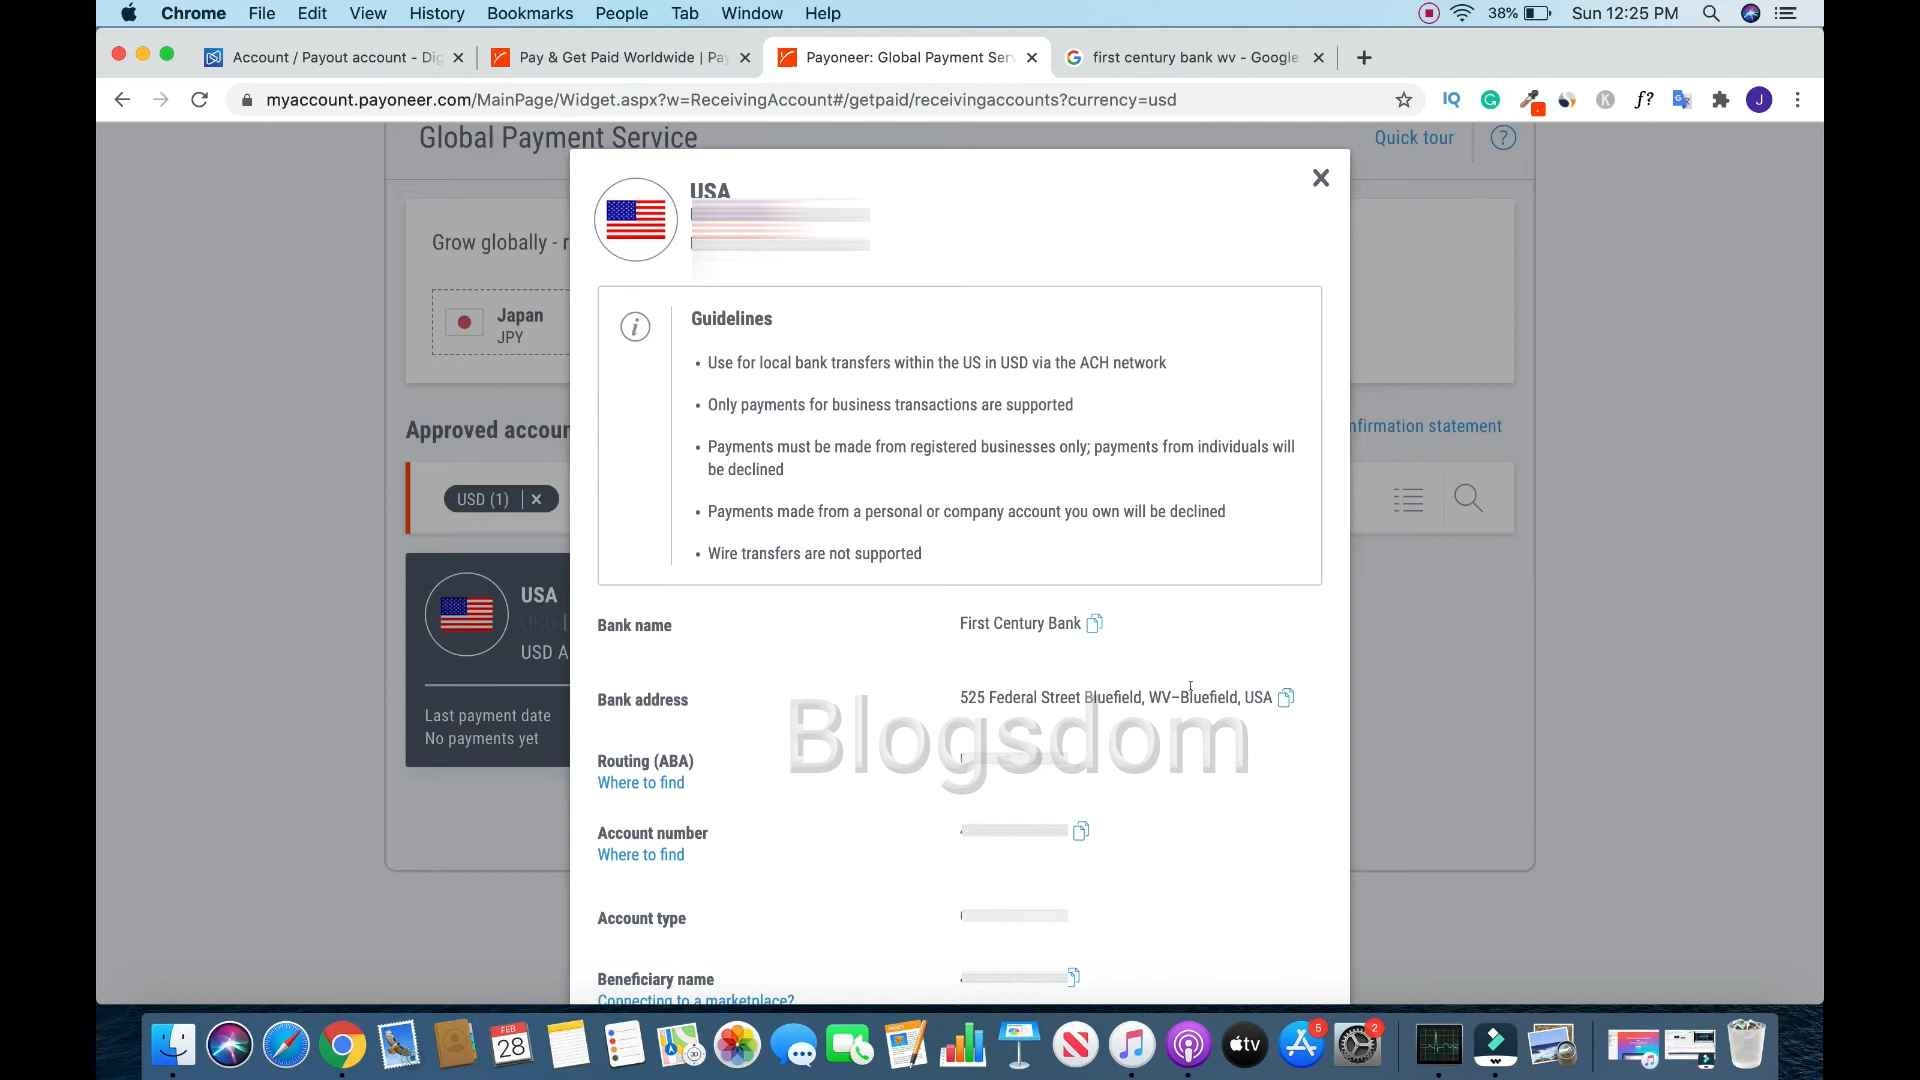 Chrome File Edit View History Bookmarks People Tab Window Help
38% Sun 12:25 PM
Account / Payout account - Dig
Pay & Get Paid Worldwide | Pay
Payoneer: Global Payment Serv
first century bank wv - Google
myaccount.payoneer.com/MainPage/Widget.aspx?w=ReceivingAccount#/getpaid/receivingaccounts?currency=usd
IQ
f?
J
Global Payment Service
Quick tour
?
Grow globally - r
Japan
JPY
Approved accoun
nfirmation statement
USD (1)
USA
USD
USD A
Last payment date
No payments yet
USA
i
Guidelines
• Use for local bank transfers within the US in USD via the ACH network
• Only payments for business transactions are supported
• Payments must be made from registered businesses only; payments from individuals will
be declined
• Payments made from a personal or company account you own will be declined
• Wire transfers are not supported
Bank name
First Century Bank
Bank address
525 Federal Street Bluefield, WV–Bluefield, USA
Blogsdom
Routing (ABA)
Where to find
Account number
Where to find
Account type
Beneficiary name
Connecting to a marketplace?
FEB
28
tv
5
2